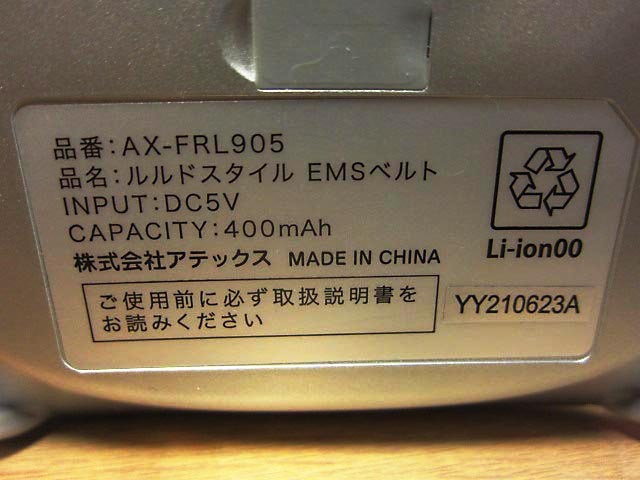 品番:AX-FRL905
品名:ルルドスタイル EMSベルト
INPUT:DC5V
CAPACITY:400mAh
株式会社アテックス MADE IN CHINA
ご使用前に必ず取扱説明書を
お読みください
Li-ion00
YY210623A